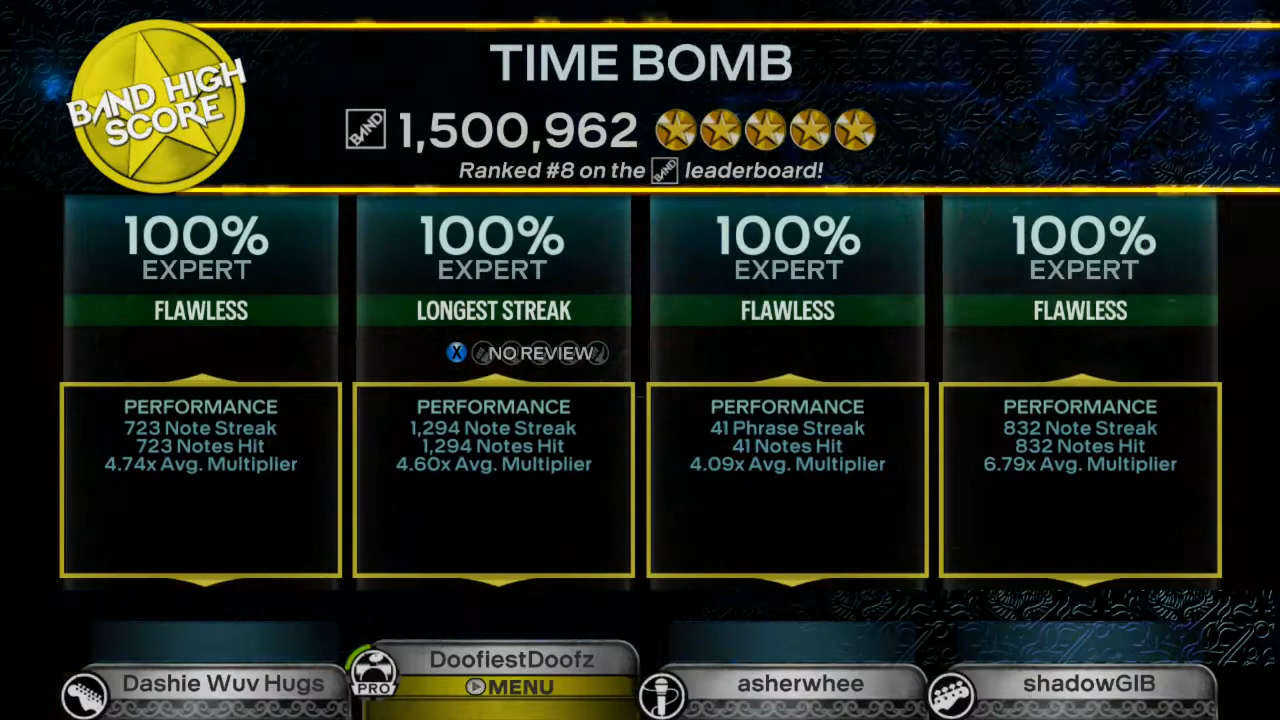 BAND HIGH
SCORE
TIME BOMB
BAND 1,500,962
Ranked #8 on the BAND leaderboard!
100%
EXPERT
FLAWLESS
PERFORMANCE
723 Note Streak
723 Notes Hit
4.74x Avg. Multiplier
Dashie Wuv Hugs
100%
EXPERT
LONGEST STREAK
X NO REVIEW
PERFORMANCE
1,294 Note Streak
1,294 Notes Hit
4.60x Avg. Multiplier
PRO
DoofiestDoofz
MENU
100%
EXPERT
FLAWLESS
PERFORMANCE
41 Phrase Streak
41 Notes Hit
4.09x Avg. Multiplier
asherwhee
100%
EXPERT
FLAWLESS
PERFORMANCE
832 Note Streak
832 Notes Hit
6.79x Avg. Multiplier
shadowGIB